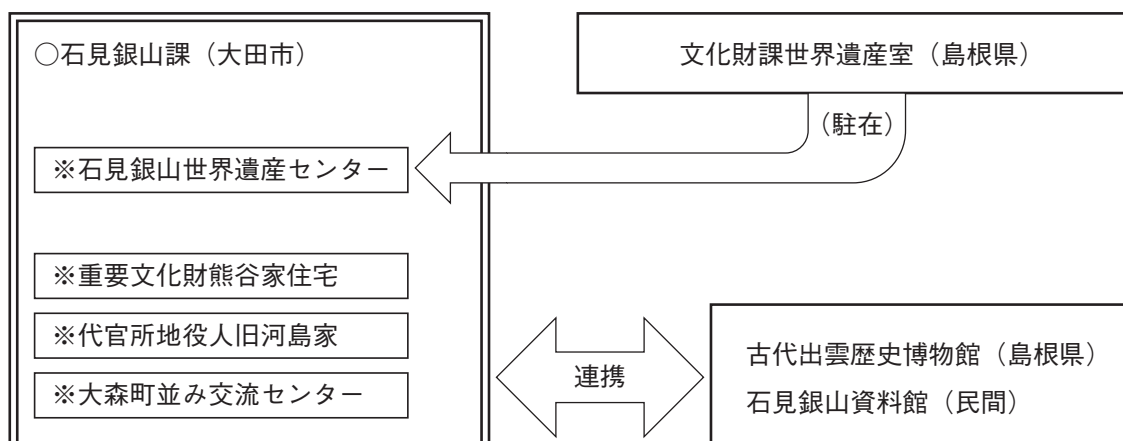 ○石見銀山課（大田市）
文化財課世界遺産室（島根県）
（駐在）
※石見銀山世界遺産センター
※重要文化財熊谷家住宅
※代官所地役人旧河島家
※大森町並み交流センター
連携
古代出雲歴史博物館（島根県）
石見銀山資料館（民間）